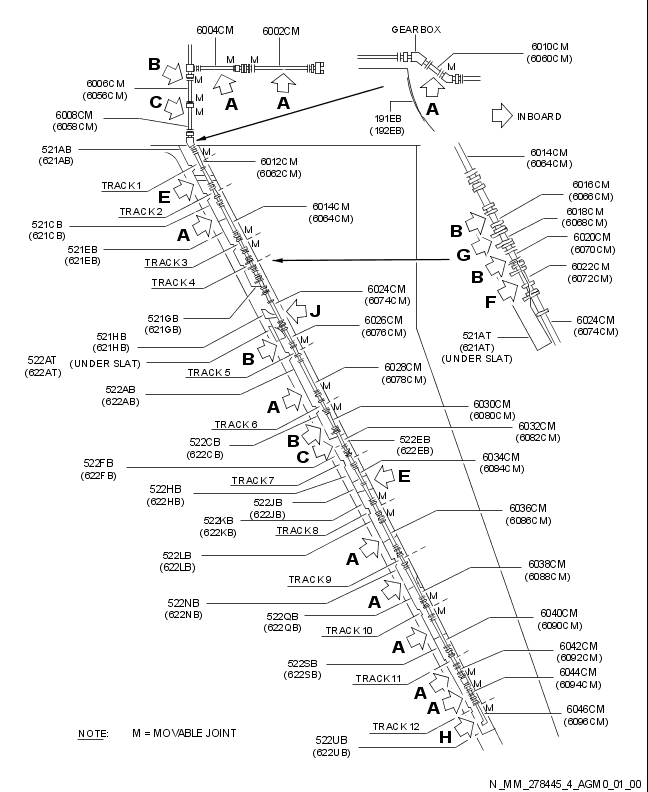 6004CM
6002CM
GEARBOX
6010CM
(6060CM)
M
M
M
B
A
A
A
6006CM
(6056CM)
M
M
C
M
6008CM
(6058CM)
191EB
(192EB)
INBOARD
521AB
(621AB)
M
6012CM
(6062CM)
6014CM
(6064CM)
TRACK 1
E
M
TRACK 2
6014CM
(6064CM)
6016CM
(6066CM)
6018CM
(6068CM)
B
521CB
(621CB)
A
M
6020CM
(6070CM)
G
521EB
(621EB)
TRACK 3
M
B
6022CM
(6072CM)
TRACK 4
F
6024CM
(6074CM)
521GB
(621GB)
J
6026CM
(6076CM)
6024CM
(6074CM)
521HB
(621HB)
521AT
(621AT)
(UNDER SLAT)
M
522AT
(622AT)
(UNDER SLAT)
B
TRACK 5
6028CM
(6078CM)
M
522AB
(622AB)
A
M
6030CM
(6080CM)
TRACK 6
6032CM
(6082CM)
522CB
(622CB)
B
M
522EB
(622EB)
C
522FB
(622FB)
M
6034CM
(6084CM)
TRACK 7
E
522HB
(622HB)
522JB
(622JB)
M
6036CM
(6086CM)
522KB
(622KB)
M
TRACK 8
522LB
(622LB)
A
M
6038CM
(6088CM)
TRACK 9
A
M
522NB
(622NB)
522QB
(622QB)
M
6040CM
(6090CM)
TRACK 10
A
6042CM
(6092CM)
522SB
(622SB)
M
6044CM
(6094CM)
TRACK 11
A
M
A
M
6046CM
(6096CM)
TRACK 12
H
522UB
(622UB)
NOTE: M = MOVABLE JOINT
N_MM_278445_4_AGM0_01_00